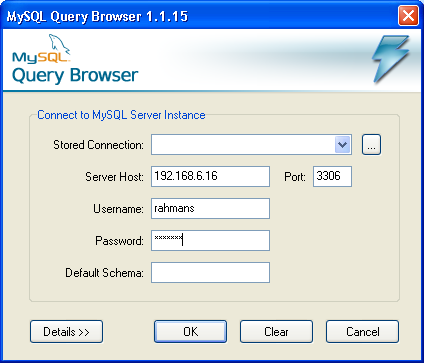 MySQL Query Browser 1.1.15
MySQL
Query Browser
Connect to MySQL Server Instance
Stored Connection: ...
Server Host: 192.168.6.16 Port: 3306
Username: rahmans
Password: xxxxxxx
Default Schema:
Details >> OK Clear Cancel